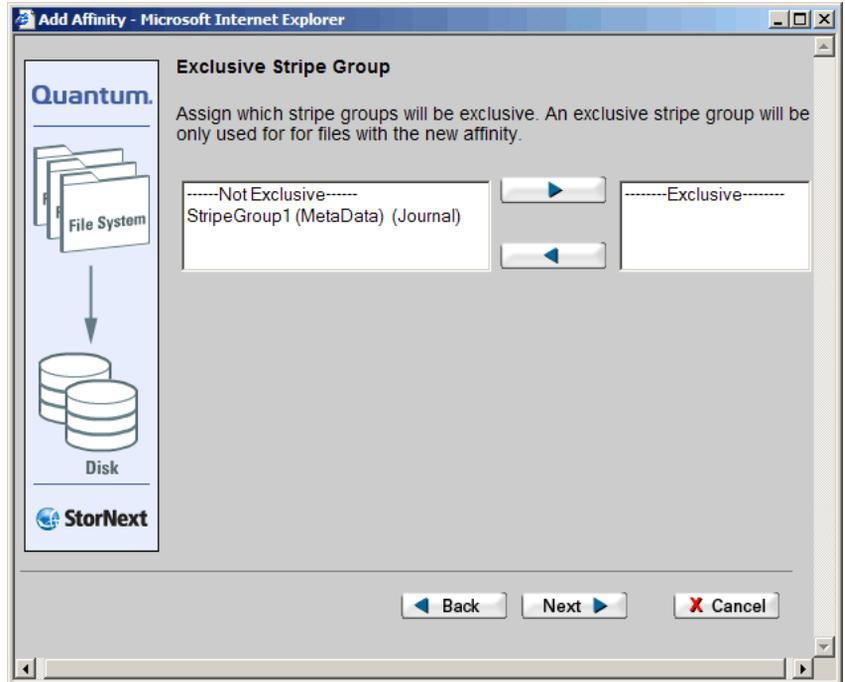 Add Affinity - Microsoft Internet Explorer
Quantum.
File System
Disk
StorNext
Exclusive Stripe Group
Assign which stripe groups will be exclusive. An exclusive stripe group will be
only used for for files with the new affinity.
------Not Exclusive------
StripeGroup1 (MetaData) (Journal)
--------Exclusive--------
Back
Next
X Cancel